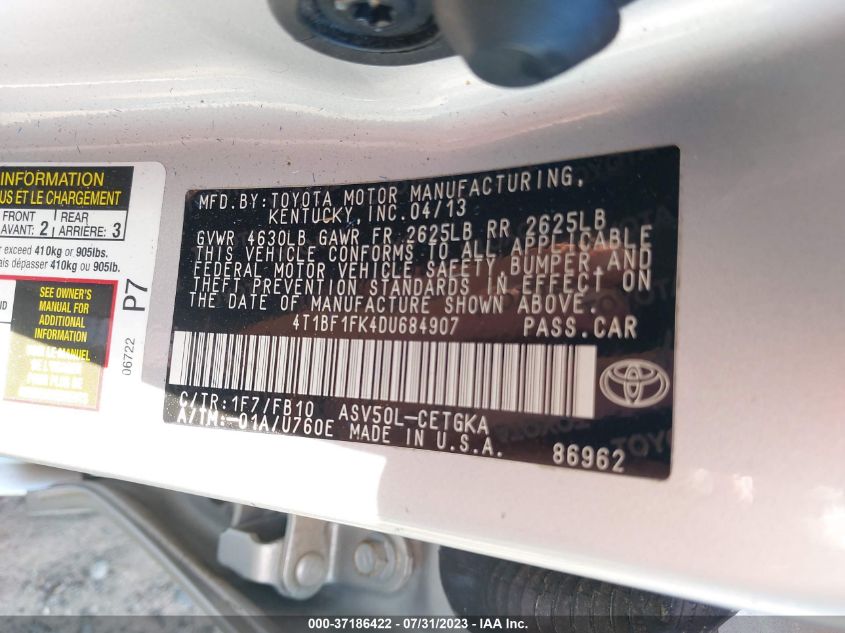 INFORMATION
US ET LE CHARGEMENT
FRONT
AVANT: 2
REAR
ARRIÈRE: 3
exceed 410kg or 905lbs.
ais dépasser 410kg ou 905lb.
SEE OWNER'S
MANUAL FOR
ADDITIONAL
INFORMATION
P7
06722
MFD.BY:TOYOTA MOTOR MANUFACTURING,
KENTUCKY, INC.04/13
GVWR 4630LB GAWR FR 2625LB RR 2625LB
THIS VEHICLE CONFORMS TO ALL APPLICABLE
FEDERAL MOTOR VEHICLE SAFETY, BUMPER, AND
THEFT PREVENTION STANDARDS IN EFFECT ON
THE DATE OF MANUFACTURE SHOWN ABOVE.
4T1BF1FK4DU684907 PASS.CAR
C/TR:1F7/FB10 ASV50L-CETGKA
A/TM:-01A/U760E MADE IN U.S.A.
86962
000-37186422 / 07/31/2023 - Copyright © IAA, Inc.